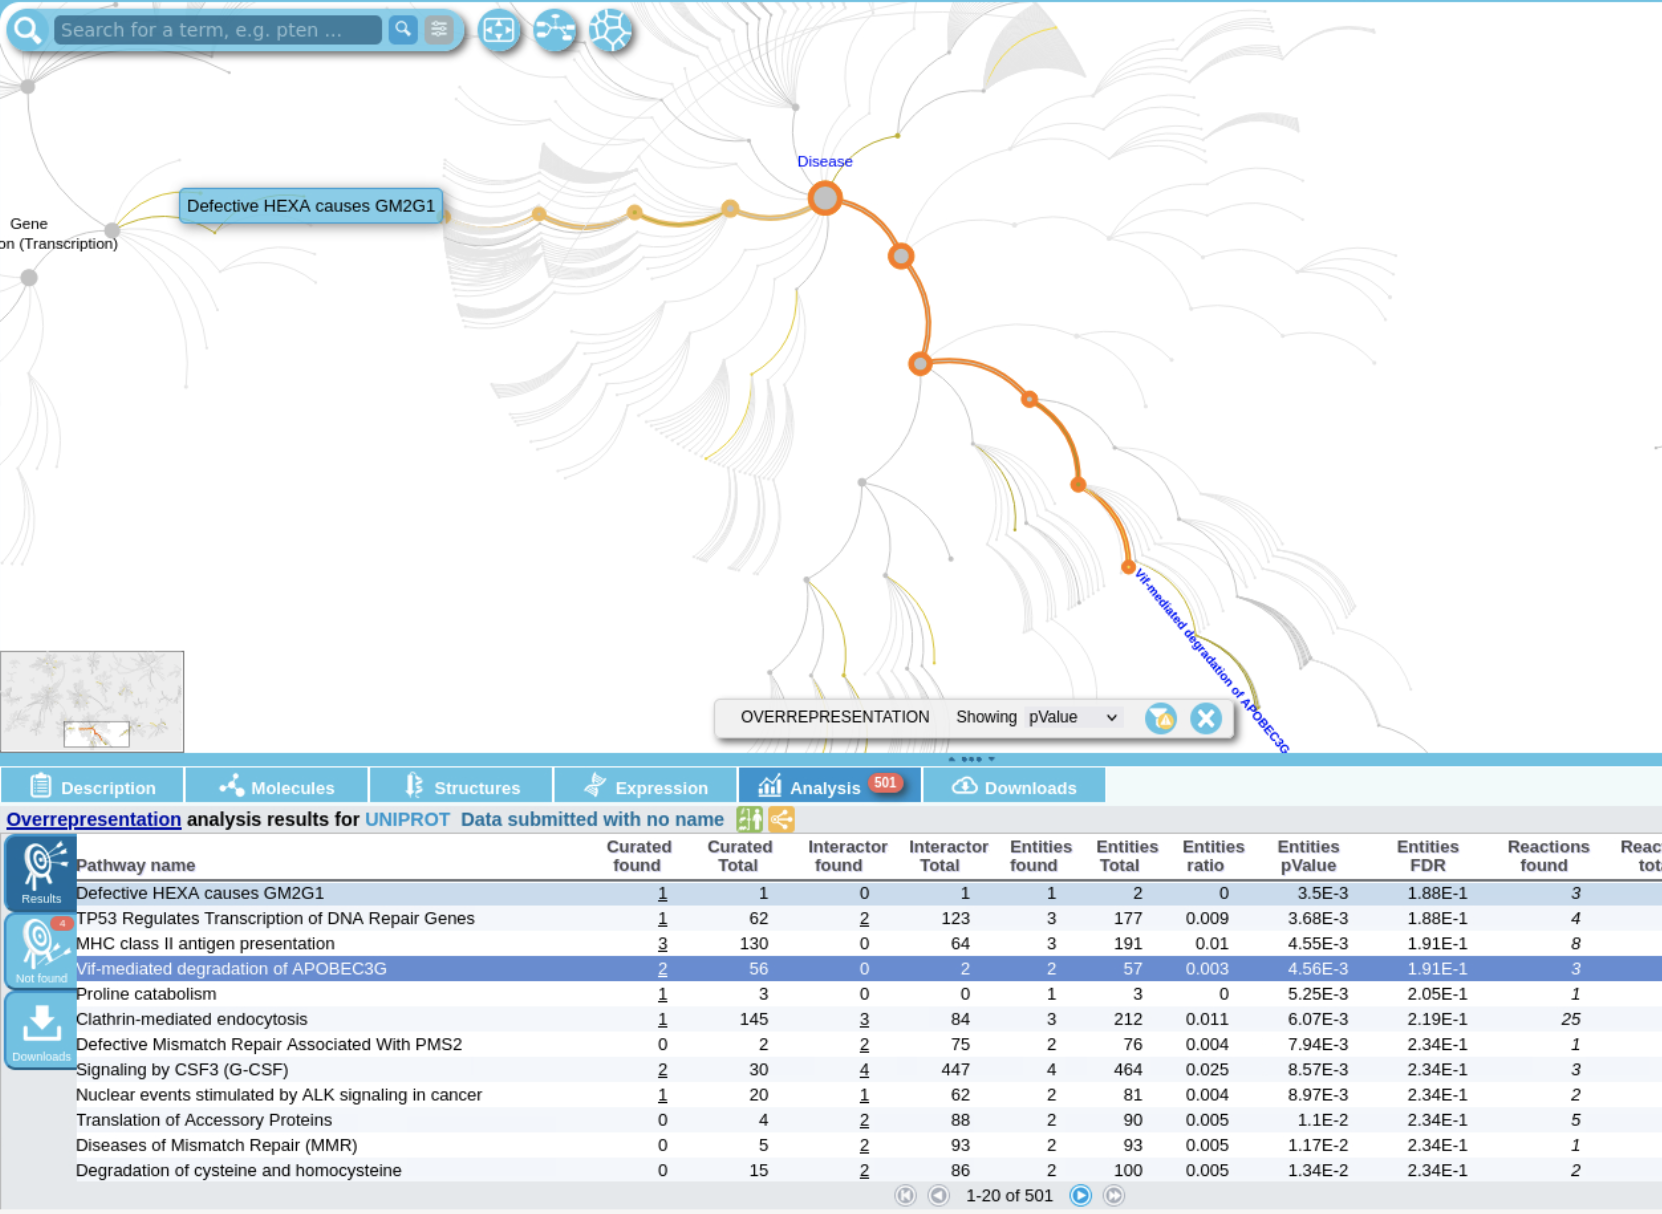 Search for a term, e.g. pten ...
Disease
Defective HEXA causes GM2G1
Gene
on (Transcription)
Vif-mediated degradation of APOBEC3G
OVERREPRESENTATION Showing pValue
Description Molecules Structures Expression Analysis 501 Downloads
Overrepresentation analysis results for UNIPROT Data submitted with no name
Results
4
Not found
Downloads
Pathway name Curated found Curated Total Interactor found Interactor Total Entities found Entities Total Entities ratio Entities pValue Entities FDR Reactions found
Defective HEXA causes GM2G1 1 1 0 1 1 2 0 3.5E-3 1.88E-1 3
TP53 Regulates Transcription of DNA Repair Genes 1 62 2 123 3 177 0.009 3.68E-3 1.88E-1 4
MHC class II antigen presentation 3 130 0 64 3 191 0.01 4.55E-3 1.91E-1 8
Vif-mediated degradation of APOBEC3G 2 56 0 2 2 57 0.003 4.56E-3 1.91E-1 3
Proline catabolism 1 3 0 0 1 3 0 5.25E-3 2.05E-1 1
Clathrin-mediated endocytosis 1 145 3 84 3 212 0.011 6.07E-3 2.19E-1 25
Defective Mismatch Repair Associated With PMS2 0 2 2 75 2 76 0.004 7.94E-3 2.34E-1 1
Signaling by CSF3 (G-CSF) 2 30 4 447 4 464 0.025 8.57E-3 2.34E-1 3
Nuclear events stimulated by ALK signaling in cancer 1 20 1 62 2 81 0.004 8.97E-3 2.34E-1 2
Translation of Accessory Proteins 0 4 2 88 2 90 0.005 1.1E-2 2.34E-1 5
Diseases of Mismatch Repair (MMR) 0 5 2 93 2 93 0.005 1.17E-2 2.34E-1 1
Degradation of cysteine and homocysteine 0 15 2 86 2 100 0.005 1.34E-2 2.34E-1 2
1-20 of 501